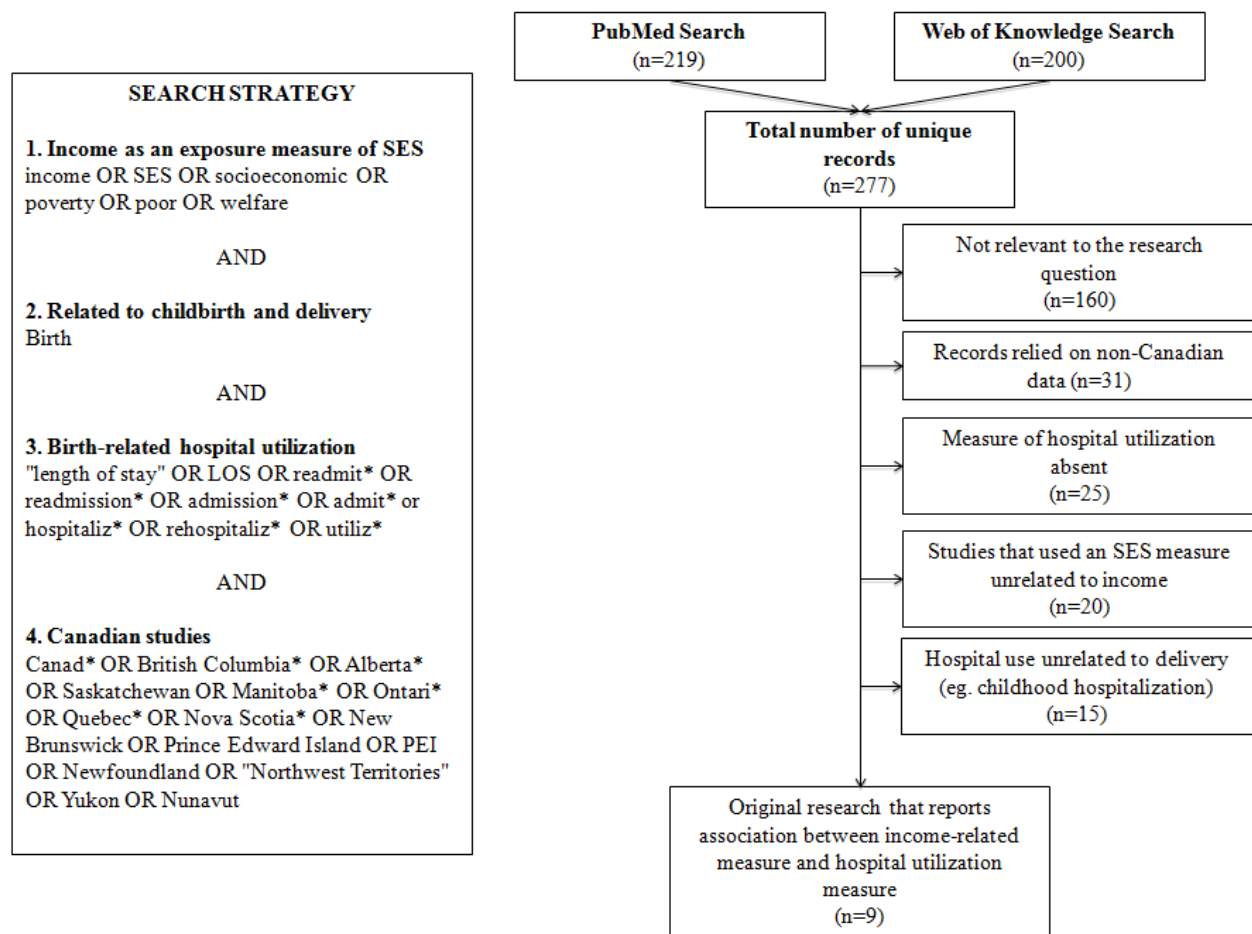 SEARCH STRATEGY
1. Income as an exposure measure of SES
income OR SES OR socioeconomic OR
poverty OR poor OR welfare
AND
2. Related to childbirth and delivery
Birth
AND
3. Birth-related hospital utilization
"length of stay" OR LOS OR readmit* OR
readmission* OR admission* OR admit* or
hospitaliz* OR rehospitaliz* OR utiliz*
AND
4. Canadian studies
Canad* OR British Columbia* OR Alberta*
OR Saskatchewan OR Manitoba* OR Ontari*
OR Quebec* OR Nova Scotia* OR New
Brunswick OR Prince Edward Island OR PEI
OR Newfoundland OR "Northwest Territories"
OR Yukon OR Nunavut
PubMed Search
(n=219)
Web of Knowledge Search
(n=200)
Total number of unique
records
(n=277)
Not relevant to the research
question
(n=160)
Records relied on non-Canadian
data (n=31)
Measure of hospital utilization
absent
(n=25)
Studies that used an SES measure
unrelated to income
(n=20)
Hospital use unrelated to delivery
(eg. childhood hospitalization)
(n=15)
Original research that reports
association between income-related
measure and hospital utilization
measure
(n=9)